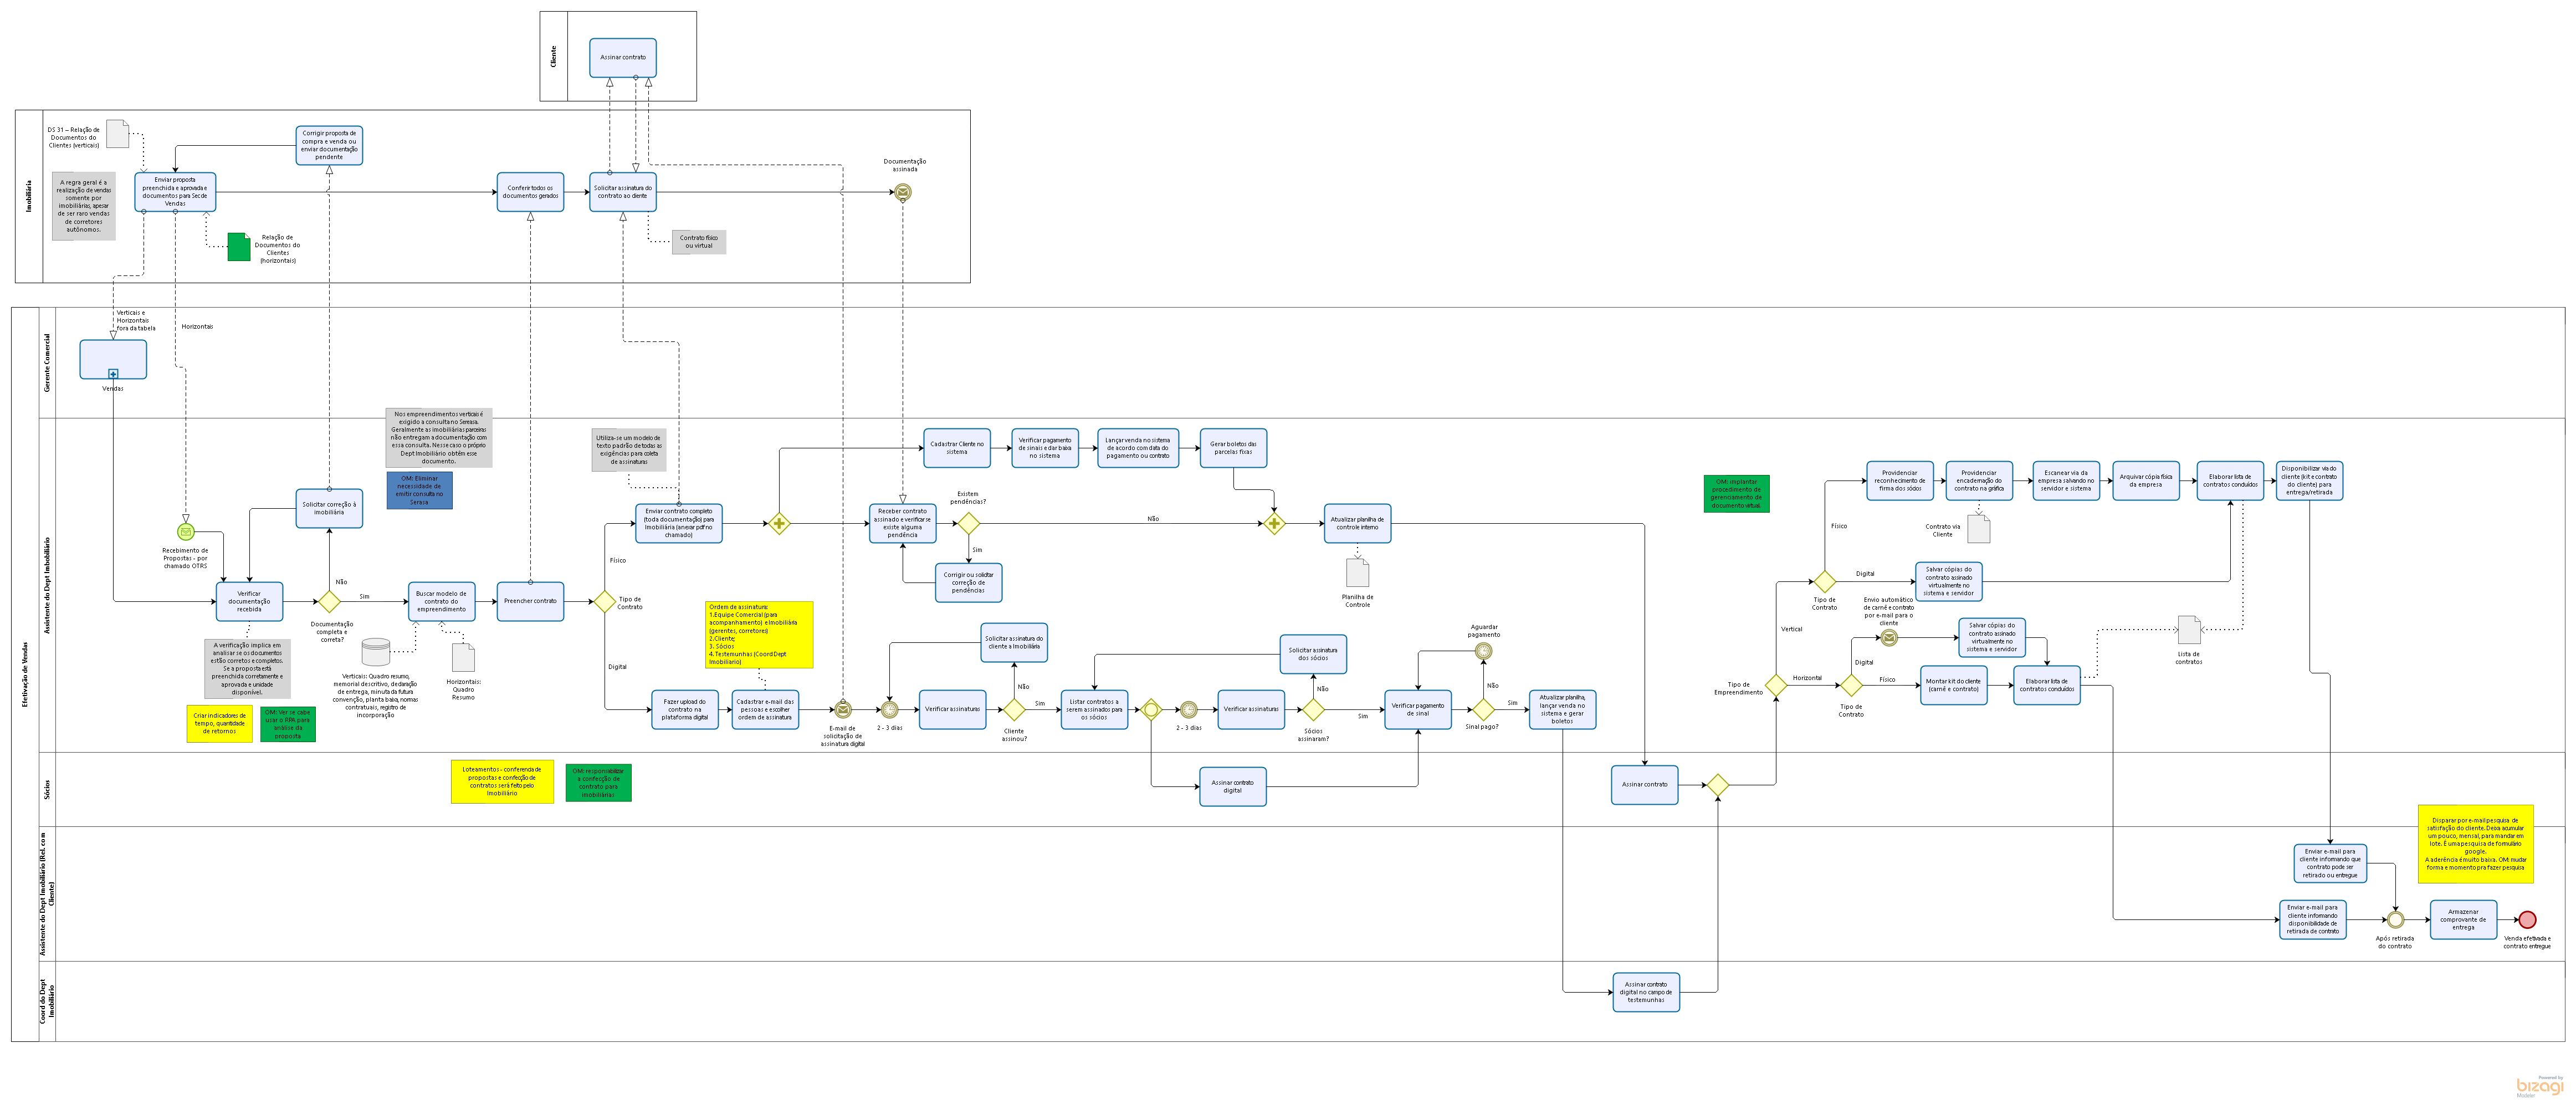 Cliente
Assinar contrato
Imobiliária
DS 31 – Relação de
Documentos do
Clientes (verticais)
Corrigir proposta de
compra e venda ou
enviar documentação
pendente
A regra geral é a
realização de vendas
somente por
imobiliárias, apesar
de ser raro vendas
de corretores
autônomos.
Enviar proposta
preenchida e aprovada e
documentos para Sec de
Vendas
Relação de
Documentos do
Clientes
(horizontais)
Conferir todos os
documentos gerados
Solicitar assinatura do
contrato ao cliente
Contrato físico
ou virtual
Documentação
assinada
Efetivação de Vendas
Gerente Comercial
Verticais e
Horizontais
fora da tabela
Horizontais
Vendas
Assistente do Dept Imobiliário
Nos empreendimentos verticais é
exigido a consulta no Serrasa.
Geralmente as imobiliárias parceiras
não entregam a documentação com
essa consulta. Nesse caso o próprio
Dept Imobiliário obtêm esse
documento.
OM: Eliminar
necessidade de
emitir consulta no
Serasa
Solicitar correção à
imobiliária
Recebimento de
Propostas - por
chamado OTRS
Verificar
documentação
recebida
Não
Sim
Documentação
completa e
correta?
A verificação implica em
analisar se os documentos
estão corretos e completos.
Se a proposta está
preenchida corretamente e
aprovada e unidade
disponível.
Criar indicadores de
tempo, quantidade
de retornos
OM: Ver se cabe
usar o RPA para
análise da
proposta
Buscar modelo de
contrato do
empreendimento
Verticais: Quadro resumo,
memorial descritivo, declaração
de entrega, minuta da futura
convenção, planta baixa, normas
contratuais, registro de
incorporação
Horizontais:
Quadro
Resumo
Preencher contrato
Tipo de
Contrato
Físico
Digital
Utiliza-se um modelo de
texto padrão de todas as
exigências para coleta
de assinaturas
Enviar contrato completo
(toda documentação) para
Imobiliária (anexar pdf no
chamado)
Cadastrar Cliente no
sistema
Verificar pagamento
de sinais e dar baixa
no sistema
Lançar venda no sistema
de acordo com data do
pagamento ou contrato
Gerar boletos das
parcelas fixas
Receber contrato
assinado e verificar se
existe alguma
pendência
Existem
pendências?
Não
Sim
Corrigir ou solicitar
correção de
pendências
Atualizar planilha de
controle interno
Planilha de
Controle
Ordem de assinatura:
1.Equipe Comercial (para
acompanhamento) e Imobiliária
(gerentes, corretores)
2.Cliente;
3. Sócios
4. Testemunhas (Coord Dept
Imobiliario)
Fazer upload do
contrato na
plataforma digital
Cadastrar e-mail das
pessoas e escolher
ordem de assinatura
E-mail de
solicitação de
assinatura digital
2 - 3 dias
Verificar assinaturas
Solicitar assinatura do
cliente a Imobiliária
Não
Sim
Cliente
assinou?
Listar contratos a
serem assinados para
os sócios
2 - 3 dias
Verificar assinaturas
Solicitar assinatura
dos sócios
Não
Sim
Sócios
assinaram?
Verificar pagamento
de sinal
Aguardar
pagamento
Não
Sim
Sinal pago?
Atualizar planilha,
lançar venda no
sistema e gerar
boletos
OM: implantar
procedimento de
gerenciamento de
documento virtual.
Tipo de
Empreendimento
Vertical
Horizontal
Tipo de
Contrato
Físico
Digital
Providenciar
reconhecimento de
firma dos sócios
Providenciar
encadernação do
contrato na gráfica
Contrato via
Cliente
Escanear via da
empresa salvando no
servidor e sistema
Arquivar cópia física
da empresa
Elaborar lista de
contratos concluídos
Disponibilizar via do
cliente (kit e contrato
do cliente) para
entrega/retirada
Salvar cópias do
contrato assinado
virtualmente no
sistema e servidor
Envio automático
de carnê e contrato
por e-mail para o
cliente
Salvar cópias do
contrato assinado
virtualmente no
sistema e servidor
Digital
Físico
Tipo de
Contrato
Montar kit do cliente
(carnê e contrato)
Elaborar lista de
contratos concluídos
Lista de
contratos
Sócios
Loteamentos - conferencia de
propostas e confecção de
contratos será feito pelo
Imobiliário
OM: responsabilizar
a confecção de
contrato para
imobiliárias
Assinar contrato
digital
Assinar contrato
Assistente do Dept Imobiliário (Rel. com
Cliente)
Disparar por e-mail pesquisa de
satisfação do cliente. Deixa acumular
um pouco, mensal, para mandar em
lote. É uma pesquisa de formulário
google.
A aderência é muito baixa. OM: mudar
forma e momento pra fazer pesquisa
Enviar e-mail para
cliente informando que
contrato pode ser
retirado ou entregue
Enviar e-mail para
cliente informando
disponibilidade de
retirada de contrato
Após retirada
do contrato
Armazenar
comprovante de
entrega
Venda efetivada e
contrato entregue
Coord do Dept
Imobiliário
Assinar contrato
digital no campo de
testemunhas
Powered by
bizagi
Modeler